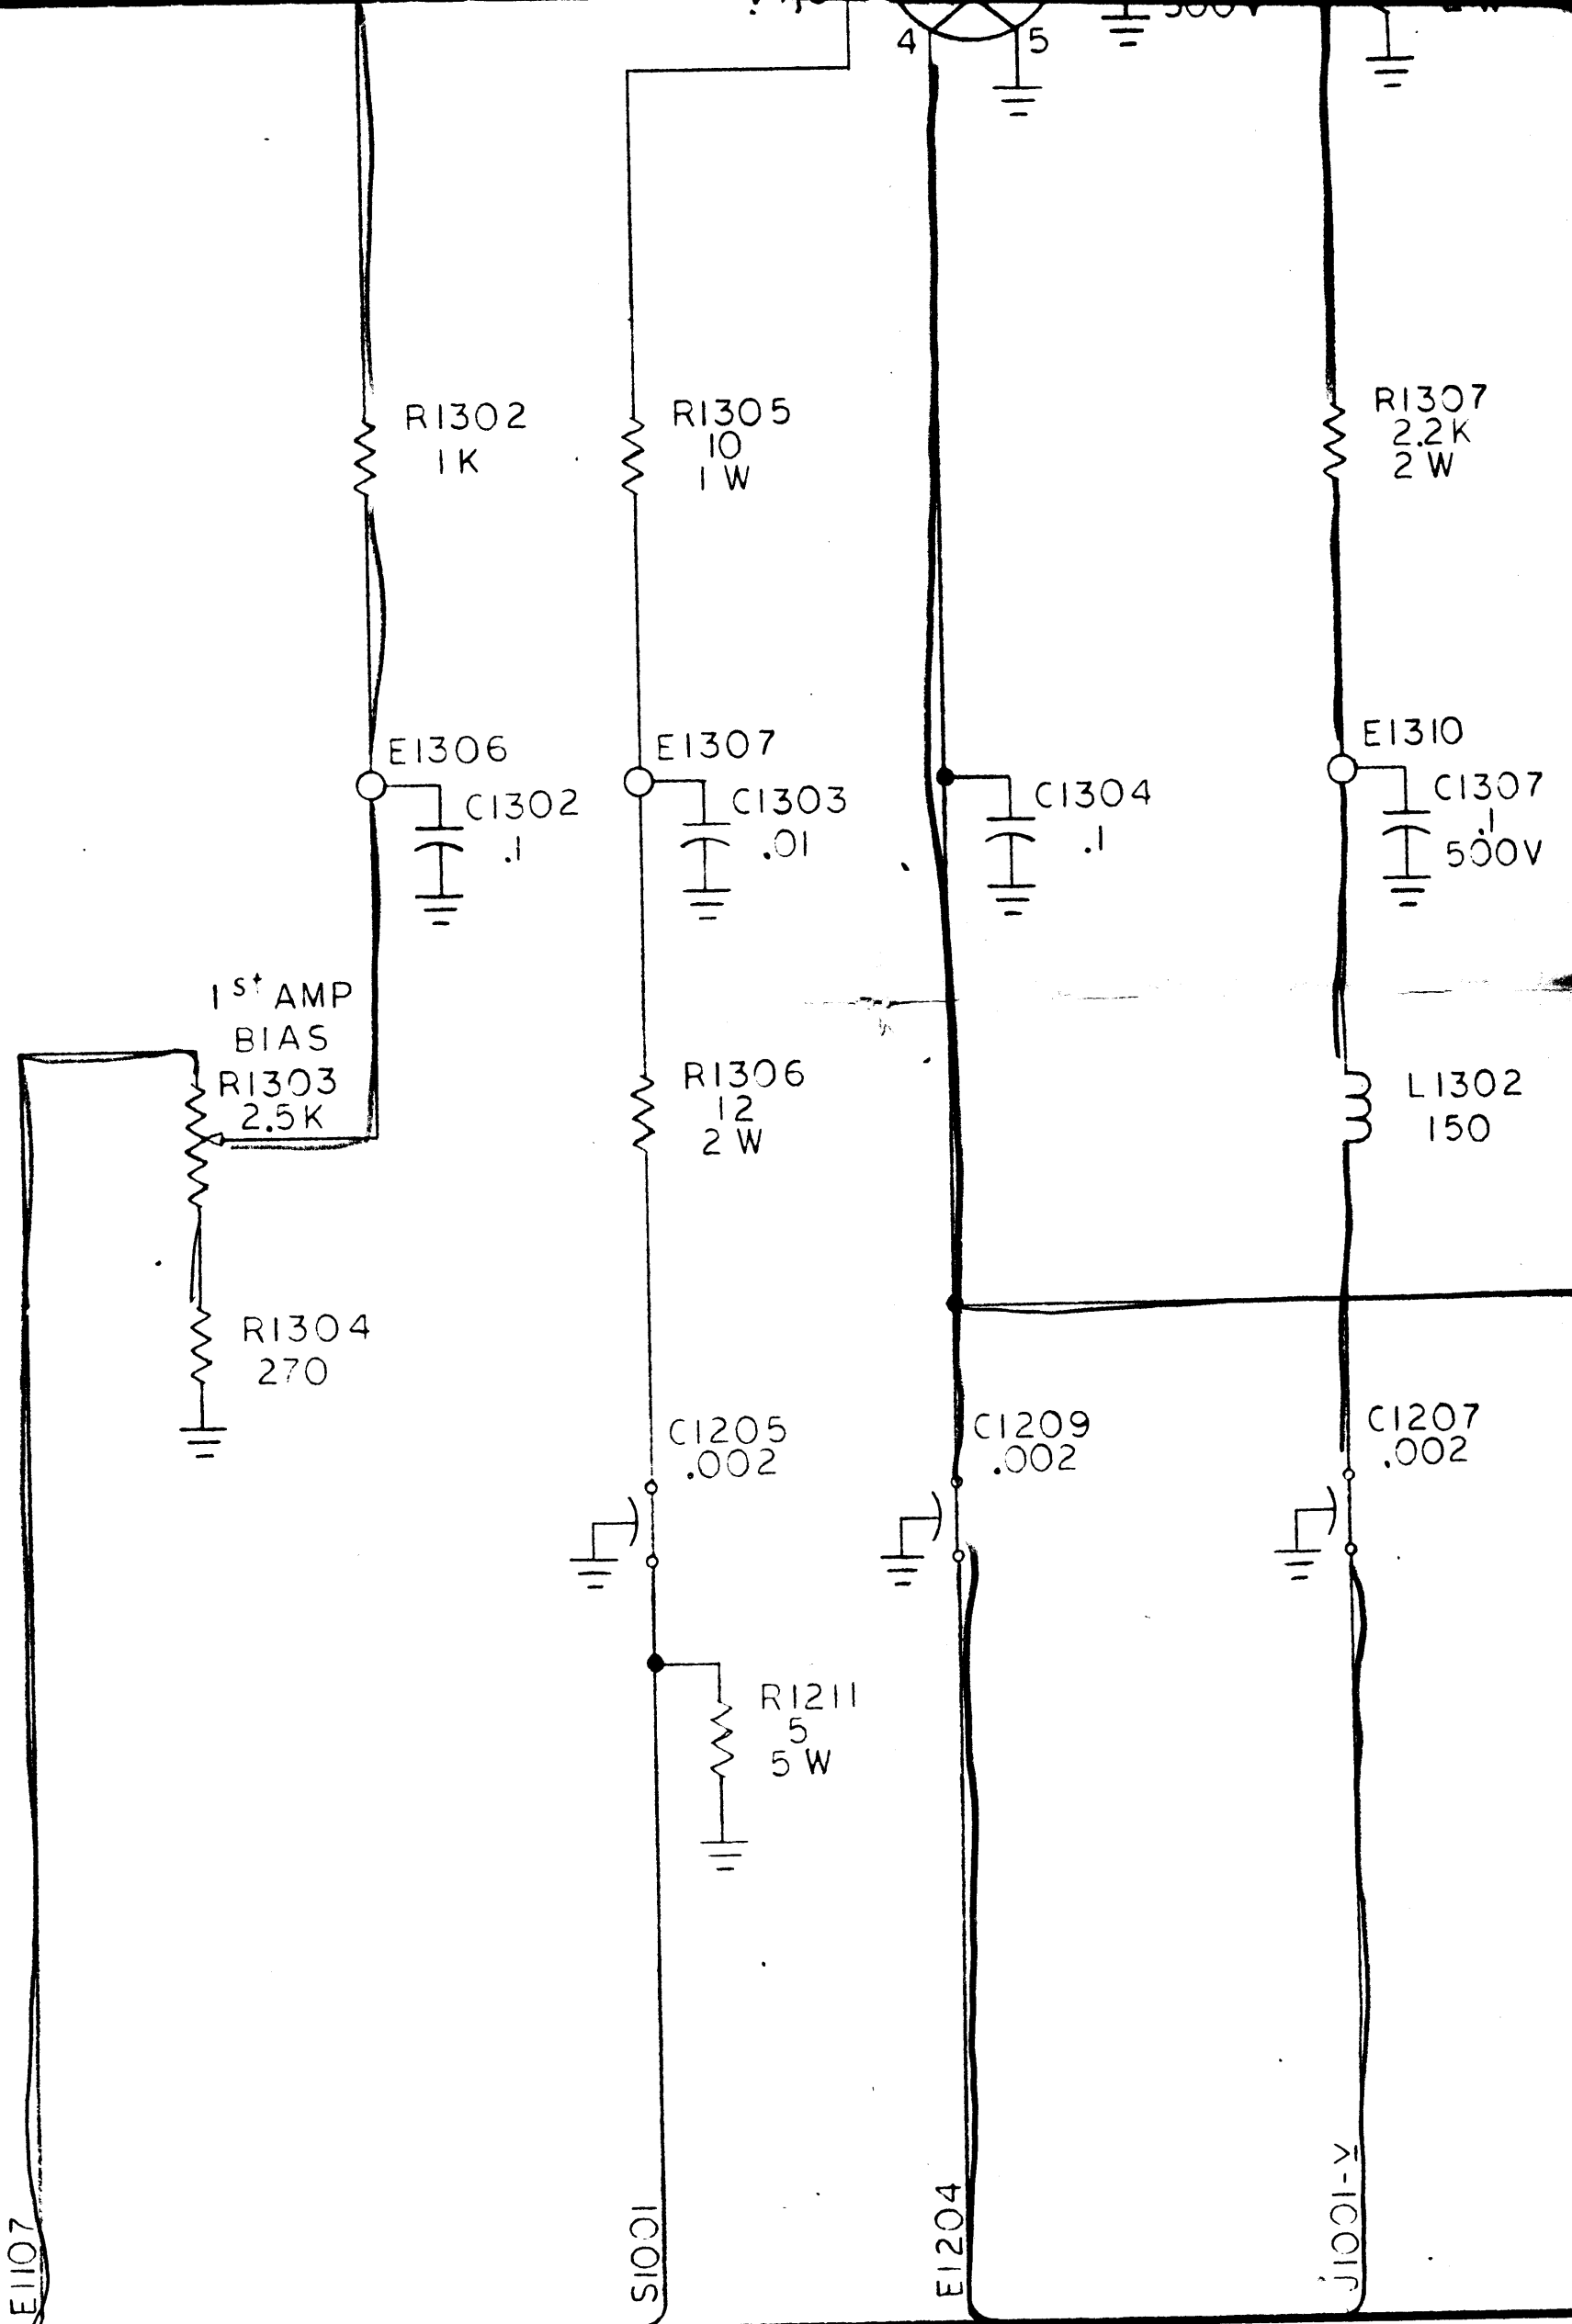 4
5
R1302
1K
R1305
10
1 W
R1307
2.2K
2 W
E1306
C1302
.1
E1307
C1303
.01
C1304
.1
E1310
C1307
.1
500V
1st AMP
BIAS
R1303
2.5K
R1306
12
2 W
L1302
150
R1304
270
C1205
.002
C1209
.002
C1207
.002
R1211
5
5 W
E1107
S1001
E1204
J1001-V